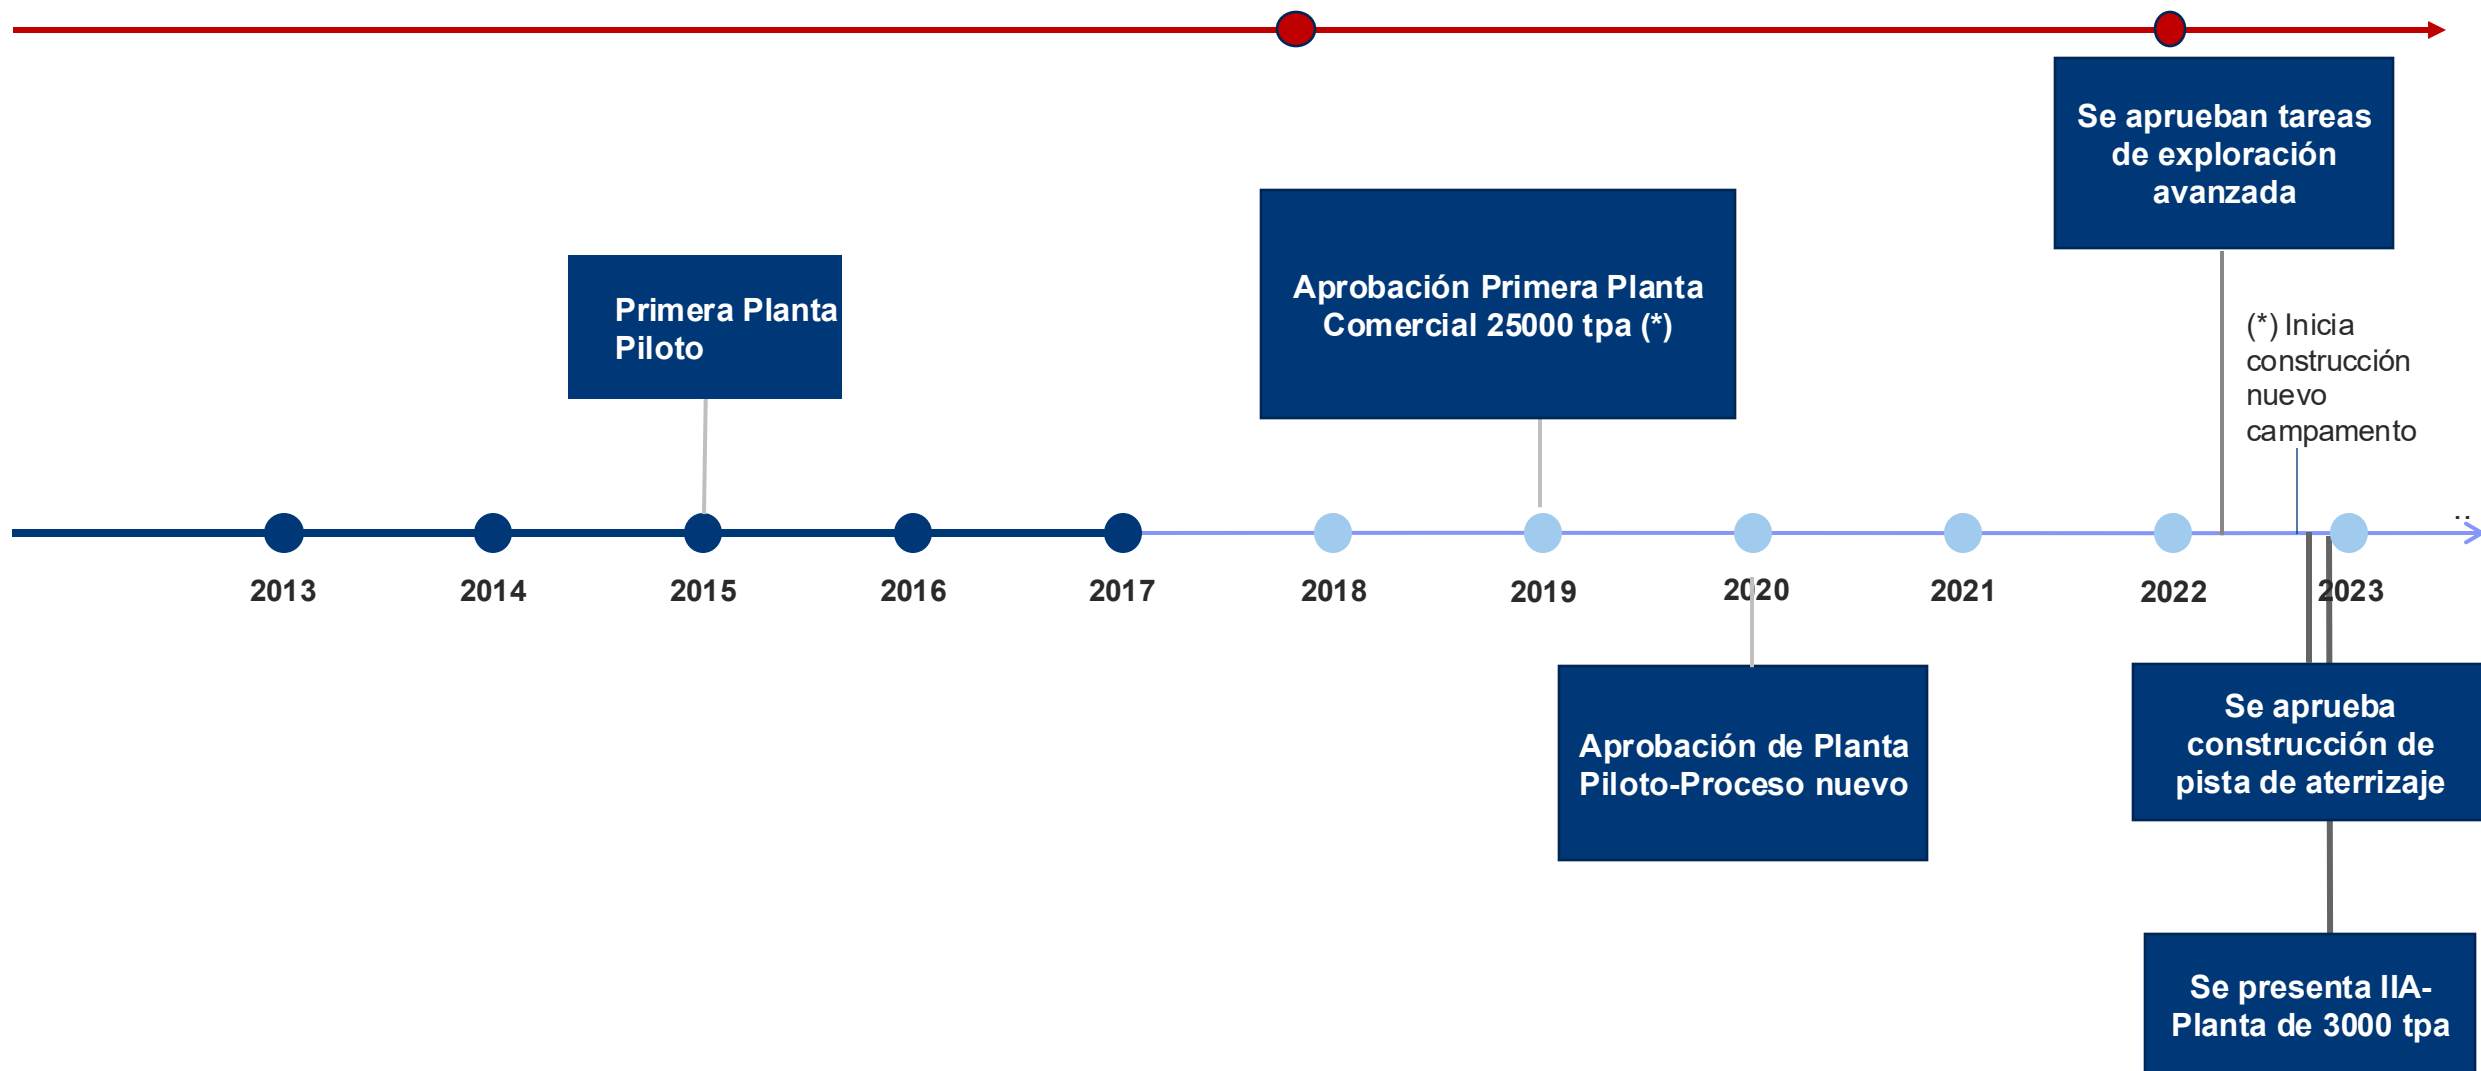 Se aprueban tareas
de exploración
avanzada
Aprobación Primera Planta
Comercial 25000 tpa (*)
Primera Planta
Piloto
(*) Inicia
construcción
nuevo
campamento
..
2013
2014
2015
2016
2017
2018
2019
2020
2021
2022
2023
Aprobación de Planta
Piloto-Proceso nuevo
Se aprueba
construcción de
pista de aterrizaje
Se presenta IIA-
Planta de 3000 tpa